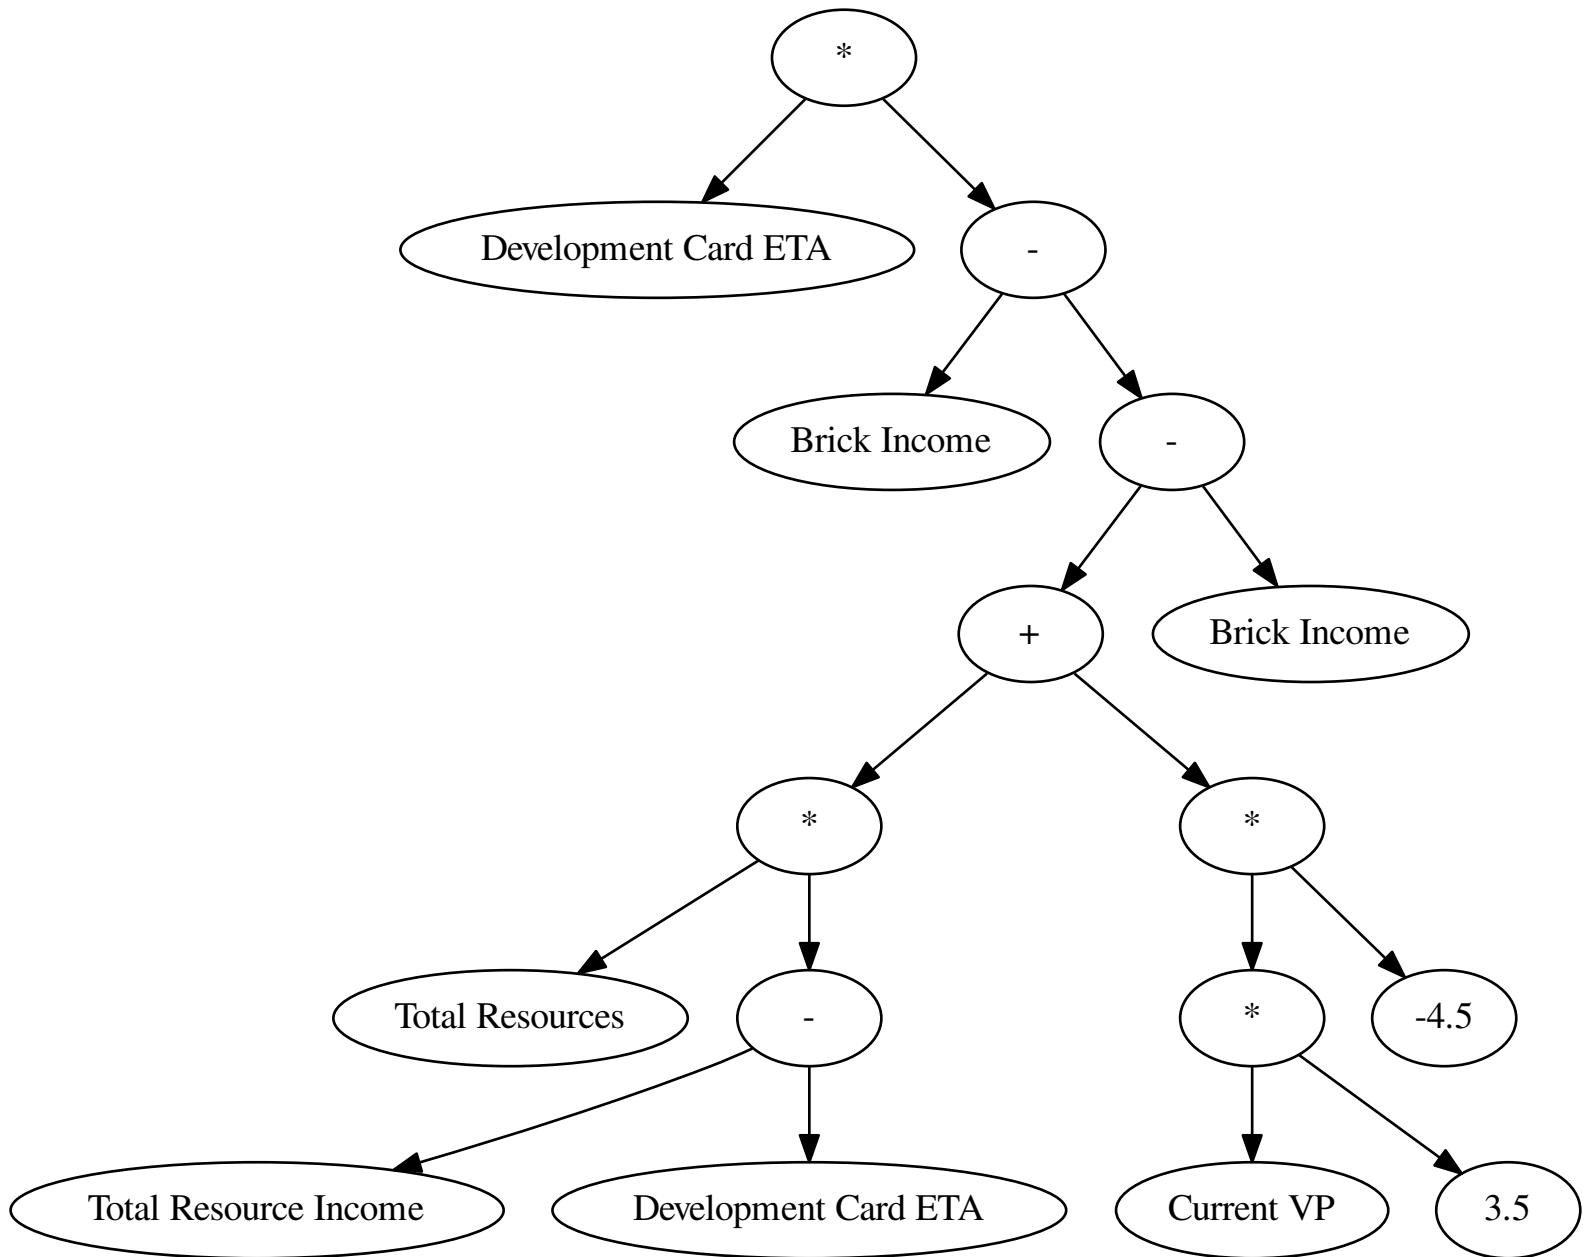 *
Development Card ETA
-
Brick Income
-
+
Brick Income
*
*
Total Resources
-
*
-4.5
Total Resource Income
Development Card ETA
Current VP
3.5